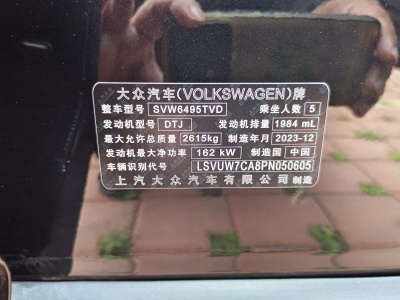 大众汽车(VOLKSWAGEN)牌
整车型号 SVW6495TVD 乘坐人数 5
发动机型号 DTJ 发动机排量 1984 mL
最大允许总质量 2615kg 制造年月 2023-12
发动机最大净功率 162 kW 制造国 中国
车辆识别代号 LSVUW7CA8PN050605
上汽大众汽车有限公司 制造